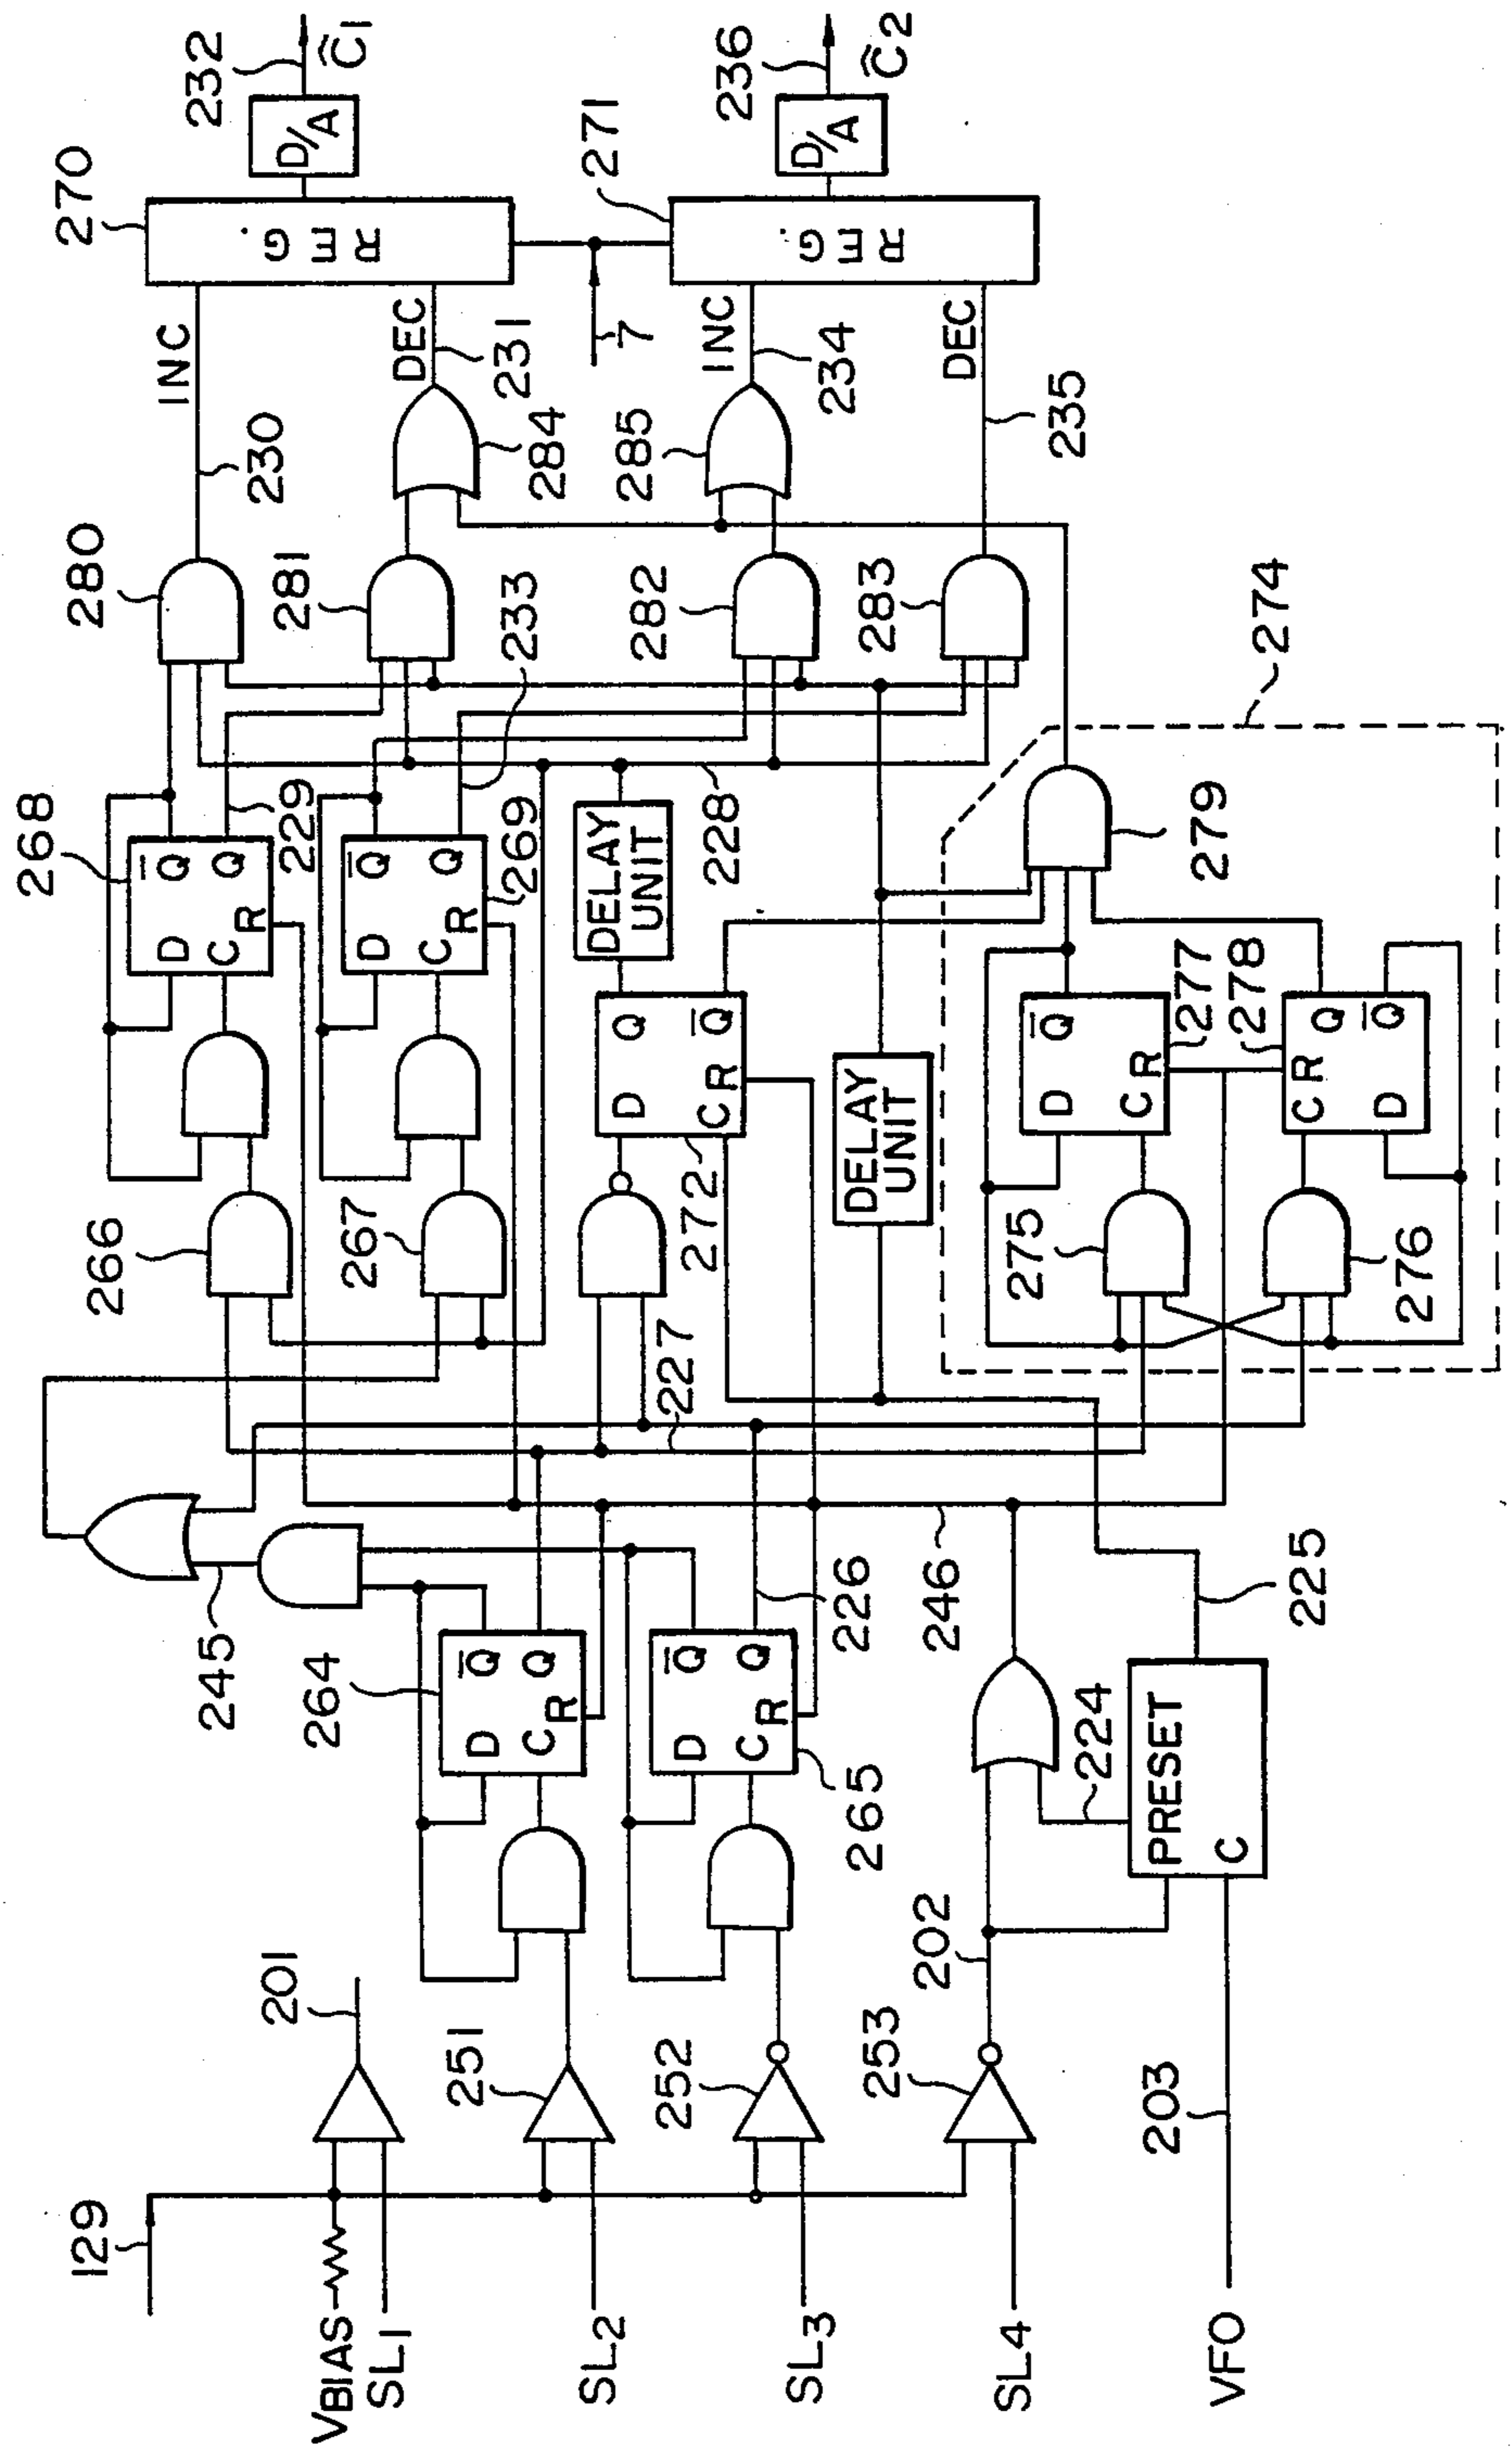 129
VBIAS
SL1
SL2
SL3
SL4
VFO
201
251
252
253
202
203
245
264
Q̅
Q
D
C
R
265
Q̅
Q
D
C
R
226
246
224
225
PRESET
C
227
266
267
268
Q̅
Q
D
C
R
229
269
Q̅
Q
D
C
R
233
272
D
Q
C
R
Q̅
DELAY
UNIT
228
DELAY
UNIT
274
275
276
277
D
Q̅
C
R
278
C
R
Q
D
Q̅
279
280
281
282
283
284
285
230
INC
231
DEC
234
INC
235
DEC
7
270
REG.
271
REG.
D/A
232
C̃1
D/A
236
C̃2